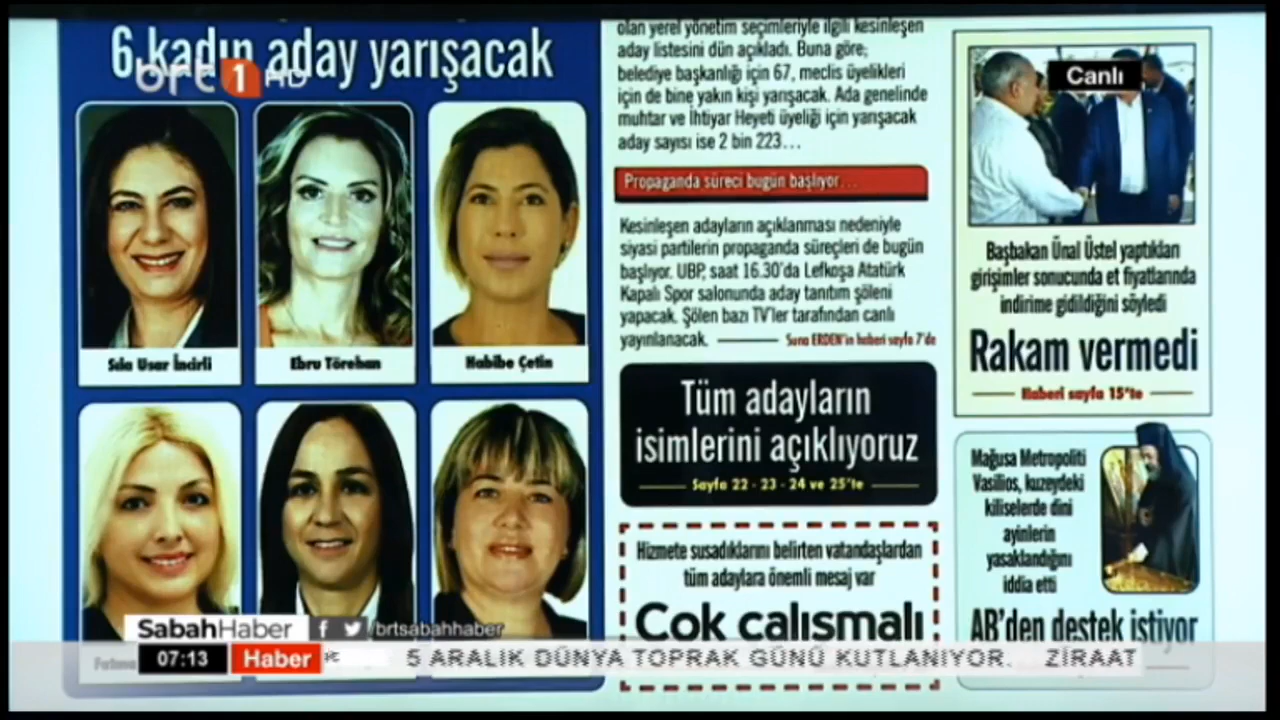 6 kadın aday yarışacak
brt 1 HD
Sıla Usar İncirli
Ebru Törehan
Habibe Çetin
olan yerel yönetim seçimleriyle ilgili kesinleşen
aday listesini dün açıkladı. Buna göre;
belediye başkanlığı için 67, meclis üyelikleri
için de bine yakın kişi yarışacak. Ada genelinde
muhtar ve İhtiyar Heyeti üyeliği için yarışacak
aday sayısı ise 2 bin 223...
Propaganda süreci bugün başlıyor...
Kesinleşen adayların açıklanması nedeniyle
siyasi partilerin propaganda süreçleri de bugün
başlıyor. UBP, saat 16.30'da Lefkoşa Atatürk
Kapalı Spor salonunda aday tanıtım şöleni
yapacak. Şölen bazı TV'ler tarafından canlı
yayınlanacak.
Suna ERDEN'in haberi sayfa 7'de
Tüm adayların
isimlerini açıklıyoruz
Sayfa 22 - 23 - 24 ve 25'te
Hizmete susadıklarını belirten vatandaşlardan
tüm adaylara önemli mesaj var
Çok çalışmalı
Canlı
Başbakan Ünal Üstel yaptıkları
girişimler sonucunda et fiyatlarında
indirime gidildiğini söyledi
Rakam vermedi
Haberi sayfa 15'te
Mağusa Metropoliti
Vasilios, kuzeydeki
kiliselerde dini
ayinlerin
yasaklandığını
iddia etti
AB'den destek istiyor
SabahHaber
/brtsabahhaber
07:13
Haber
5 ARALIK DÜNYA TOPRAK GÜNÜ KUTLANIYOR. ZİRAAT